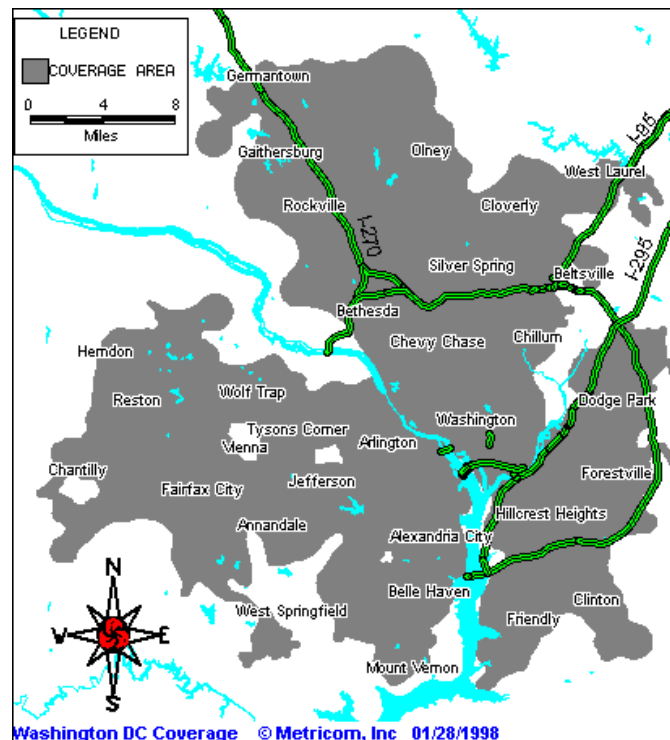 LEGEND
COVERAGE AREA
0 4 8
Miles
Germantown
I-95
Gaithersburg
Olney
West Laurel
Rockville
Cloverly
I-270
I-295
Silver Spring
Beltsville
Bethesda
Chevy Chase
Chillum
Herndon
Reston
Wolf Trap
Dodge Park
Washington
Tysons Corner
Arlington
Vienna
Chantilly
Forestville
Fairfax City
Jefferson
Hillcrest Heights
Annandale
Alexandria City
N
Belle Haven
Clinton
West Springfield
Friendly
W E
Mount Vernon
S
Washington DC Coverage © Metricom, Inc 01/28/1998